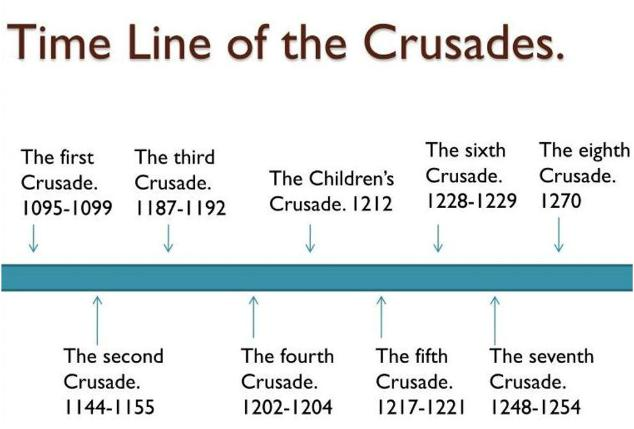 Time Line of the Crusades.
The first
Crusade.
1095-1099
The third
Crusade.
1187-1192
The Children's
Crusade. 1212
The sixth
Crusade.
1228-1229
The eighth
Crusade.
1270
The second
Crusade.
1144-1155
The fourth
Crusade.
1202-1204
The fifth
Crusade.
1217-1221
The seventh
Crusade.
1248-1254